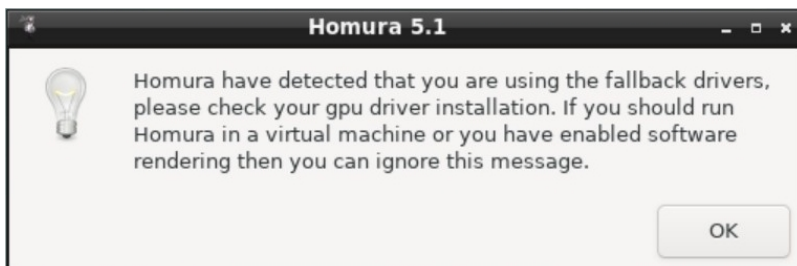 Homura 5.1
Homura have detected that you are using the fallback drivers,
please check your gpu driver installation. If you should run
Homura in a virtual machine or you have enabled software
rendering then you can ignore this message.
OK